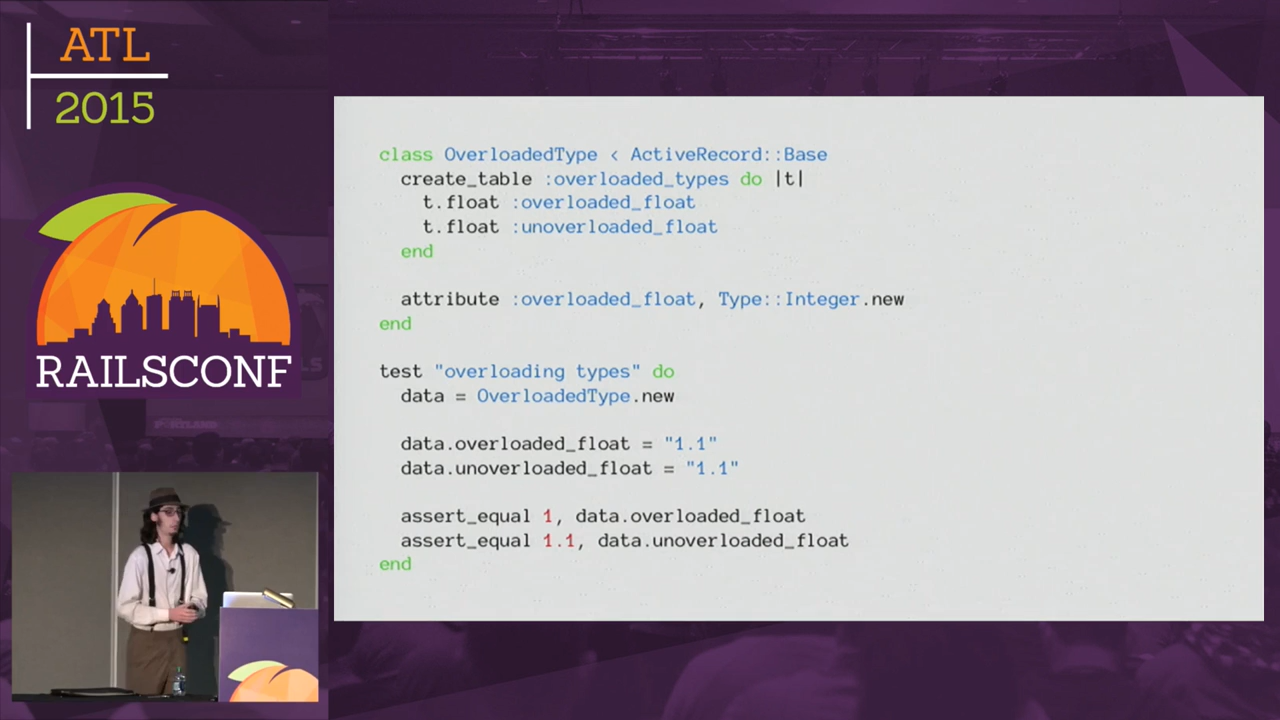 ATL
2015
RAILSCONF
class OverloadedType < ActiveRecord::Base
  create_table :overloaded_types do |t|
    t.float :overloaded_float
    t.float :unoverloaded_float
  end

  attribute :overloaded_float, Type::Integer.new
end

test "overloading types" do
  data = OverloadedType.new

  data.overloaded_float = "1.1"
  data.unoverloaded_float = "1.1"

  assert_equal 1, data.overloaded_float
  assert_equal 1.1, data.unoverloaded_float
end